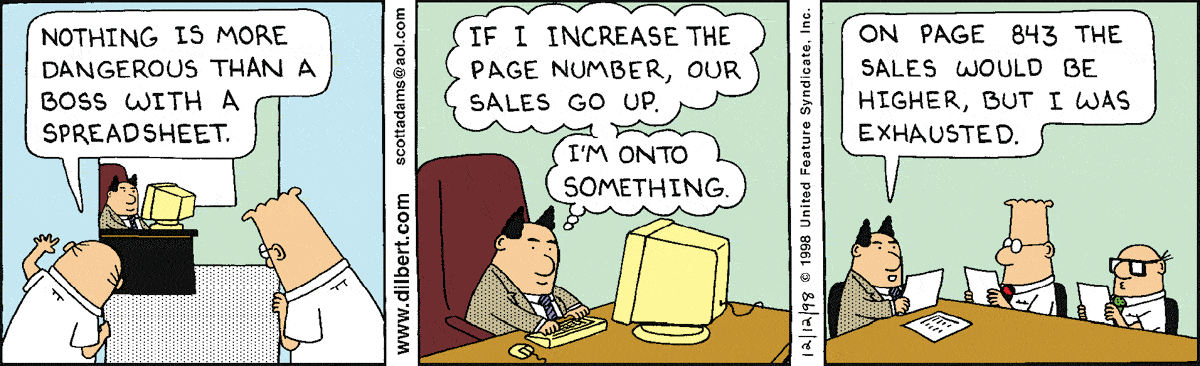 NOTHING IS MORE
DANGEROUS THAN A
BOSS WITH A
SPREADSHEET.
www.dilbert.com
scottadams@aol.com
IF I INCREASE THE
PAGE NUMBER, OUR
SALES GO UP.
I'M ONTO
SOMETHING.
12/12/98 © 1998 United Feature Syndicate, Inc.
ON PAGE 843 THE
SALES WOULD BE
HIGHER, BUT I WAS
EXHAUSTED.